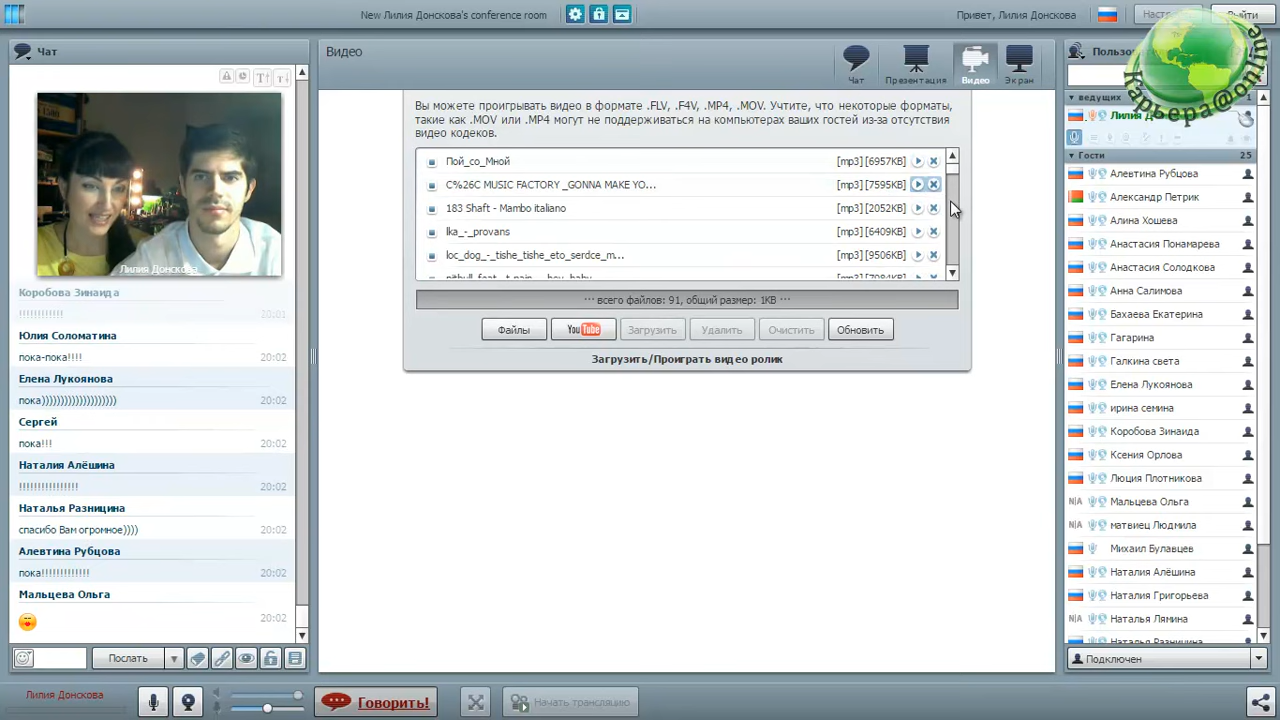 New Лилия Донскова's conference room
Привет, Лилия Донскова
Выйти
карьера@online
Чат
Лилия Донскова
Коробова Зинаида
!!!!!!!!!!!! 20:01
Юлия Соломатина
пока-пока!!!! 20:02
Елена Лукоянова
пока)))))))))))))))))))) 20:02
Сергей
пока!!! 20:02
Наталия Алёшина
!!!!!!!!!!!!!!!! 20:02
Наталья Разницина
спасибо Вам огромное)))) 20:02
Алевтина Рубцова
пока!!!!!!!!!!!!! 20:02
Мальцева Ольга
20:02
Послать
Видео
Чат
Презентация
Видео
Экран
Вы можете проигрывать видео в формате .FLV, .F4V, .MP4, .MOV. Учтите, что некоторые форматы,
такие как .MOV или .MP4 могут не поддерживаться на компьютерах ваших гостей из-за отсутствия
видео кодеков.
Пой_со_Мной [mp3][6957KB]
C%26C MUSIC FACTORY _GONNA MAKE YO... [mp3][7595KB]
183 Shaft - Mambo italiano [mp3][2052KB]
lka_-_provans [mp3][6409KB]
loc_dog_-_tishe_tishe_eto_serdce_m... [mp3][9506KB]
··· всего файлов: 91, общий размер: 1KB ···
Файлы
YouTube
Загрузить
Удалить
Очистить
Обновить
Загрузить/Проиграть видео ролик
ведущих 1
Гости 25
Алевтина Рубцова
Александр Петрик
Алина Хошева
Анастасия Понамарева
Анастасия Солодкова
Анна Салимова
Бахаева Екатерина
Гагарина
Галкина света
Елена Лукоянова
ирина семина
Коробова Зинаида
Ксения Орлова
Люция Плотникова
N/A Мальцева Ольга
N/A матвиец Людмила
Михаил Булавцев
Наталия Алёшина
Наталия Григорьева
N/A Наталья Лямина
Наталья Разницина
Подключен
Лилия Донскова
Говорить!
Начать трансляцию